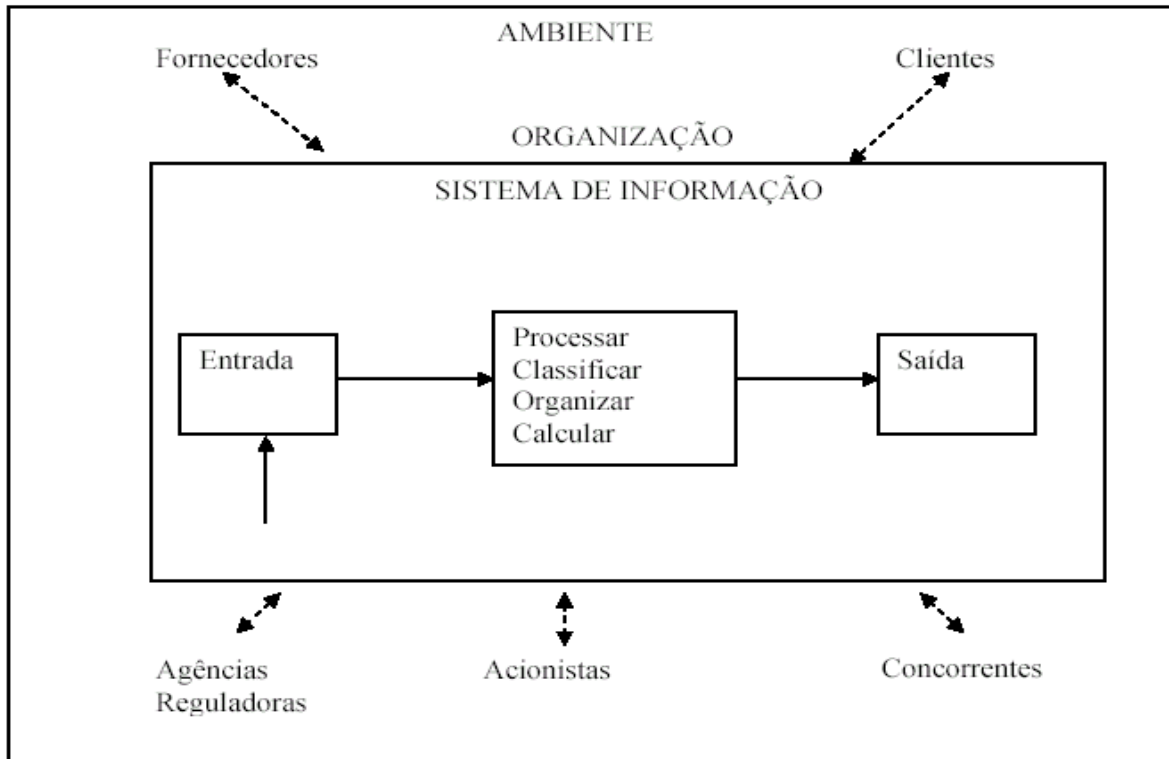 AMBIENTE
Fornecedores
Clientes
ORGANIZAÇÃO
SISTEMA DE INFORMAÇÃO
Entrada
Processar
Classificar
Organizar
Calcular
Saída
Agências
Reguladoras
Acionistas
Concorrentes